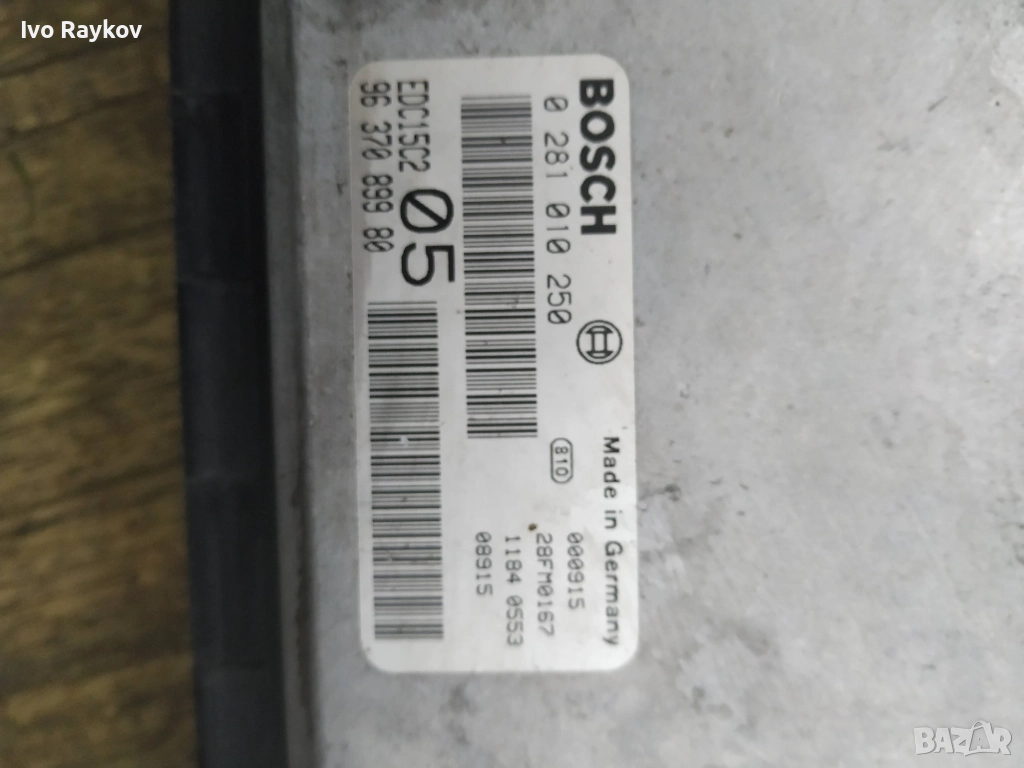 Ivo Raykov
BOSCH
Made in Germany
0 281 010 250
810
000915
28FM0167
1184 0553
08915
EDC15C2
05
96 370 899 80
BAZAR